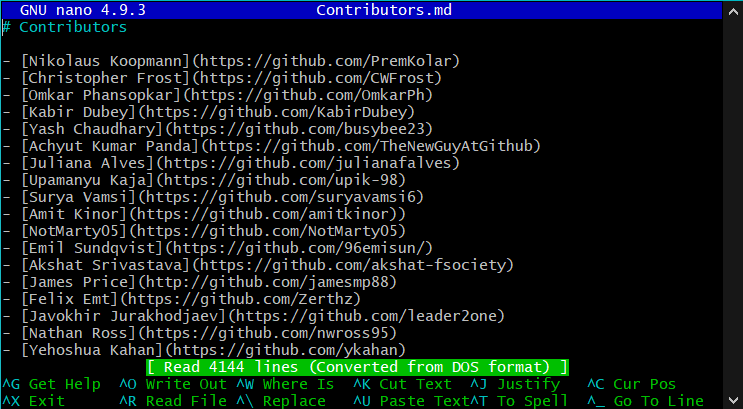 GNU nano 4.9.3 Contributors.md
# Contributors
- [Nikolaus Koopmann](https://github.com/PremKolar)
- [Christopher Frost](https://github.com/CWFrost)
- [Omkar Phansopkar](https://github.com/OmkarPh)
- [Kabir Dubey](https://github.com/KabirDubey)
- [Yash Chaudhary](https://github.com/busybee23)
- [Achyut Kumar Panda](https://github.com/TheNewGuyAtGithub)
- [Juliana Alves](https://github.com/julianafalves)
- [Upamanyu Kaja](https://github.com/upik-98)
- [Surya Vamsi](https://github.com/suryavamsi6)
- [Amit Kinor](https://github.com/amitkinor))
- [NotMarty05](https://github.com/NotMarty05)
- [Emil Sundqvist](https://github.com/96emisun/)
- [Akshat Srivastava](https://github.com/akshat-fsociety)
- [James Price](http://github.com/jamesmp88)
- [Felix Emt](https://github.com/Zerthz)
- [Javokhir Jurakhodjaev](https://github.com/leader2one)
- [Nathan Ross](https://github.com/nwross95)
- [Yehoshua Kahan](https://github.com/ykahan)
[ Read 4144 lines (Converted from DOS format) ]
^G Get Help ^O Write Out ^W Where Is ^K Cut Text ^J Justify ^C Cur Pos
^X Exit ^R Read File ^\ Replace ^U Paste Text^T To Spell ^_ Go To Line